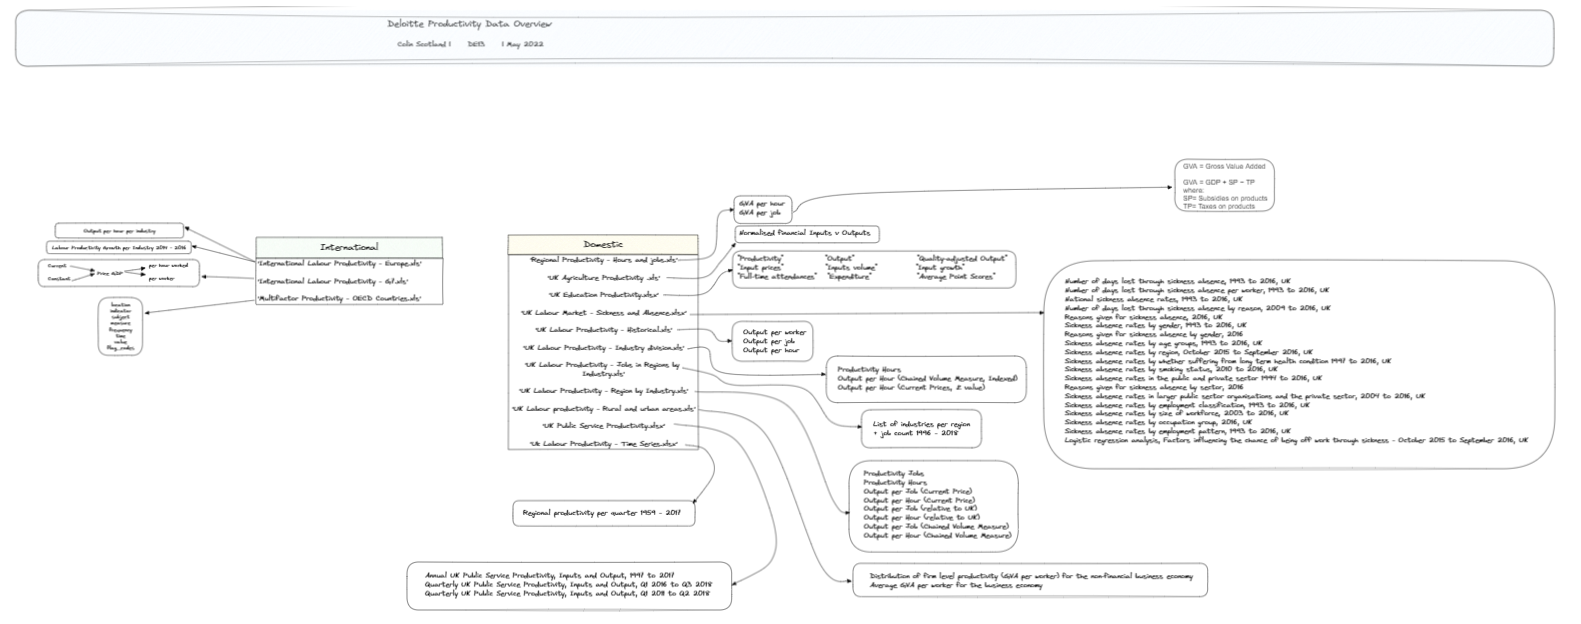 Deloitte Productivity Data Overview
Colin Scotland | DE13 | May 2022
GVA = Gross Value Added
GVA = GDP + SP - TP
where:
SP= Subsidies on products
TP= Taxes on products
Output per hour per industry
Labour Productivity Growth per Industry 2014 - 2016
Current
Constant
Price GDP
per hour worked
per worker
location
indicator
subject
measure
frequency
time
value
flag_codes
International
'International Labour Productivity - Europe.xls'
'International Labour Productivity - G7.xls'
'Multifactor Productivity - OECD Countries.xls'
Domestic
'Regional Productivity - Hours and jobs.xls'
'UK Agriculture Productivity .xls'
'UK Education Productivity.xlsx'
'UK Labour Market - Sickness and Absence.xls'
'UK Labour Productivity - Historical.xls'
'UK Labour Productivity - Industry division.xls'
'UK Labour Productivity - Jobs in Regions by
Industry.xls'
'UK Labour Productivity - Region by Industry.xls'
'UK Labour productivity - Rural and urban areas.xls'
'UK Public Service Productivity.xlsx'
'Uk Labour Productivity - Time Series.xls'
GVA per hour
GVA per job
Normalised financial Inputs v Outputs
"Productivity" "Output" "Quality-adjusted Output"
"Input prices" "Inputs volume" "Input growth"
"Full-time attendances" "Expenditure" "Average Point Scores"
Output per worker
Output per job
Output per hour
Productivity Hours
Output per Hour (Chained Volume Measure, Indexed)
Output per Hour (Current Prices, £ value)
List of industries per region
+ job count 1996 - 2018
Productivity Jobs
Productivity Hours
Output per Job (Current Price)
Output per Hour (Current Price)
Output per Job (relative to UK)
Output per Hour (relative to UK)
Output per Job (Chained Volume Measure)
Output per Hour (Chained Volume Measure)
Number of days lost through sickness absence, 1993 to 2016, UK
Number of days lost through sickness absence per worker, 1993 to 2016, UK
National sickness absence rates, 1993 to 2016, UK
Number of days lost through sickness absence by reason, 2009 to 2016, UK
Reasons given for sickness absence, 2016, UK
Sickness absence rates by gender, 1993 to 2016, UK
Reasons given for sickness absence by gender, 2016
Sickness absence rates by age groups, 1993 to 2016, UK
Sickness absence rates by region, October 2015 to September 2016, UK
Sickness absence rates by whether suffering from long term health condition 1997 to 2016, UK
Sickness absence rates by smoking status, 2010 to 2016, UK
Sickness absence rates in the public and private sector 1994 to 2016, UK
Reasons given for sickness absence by sector, 2016
Sickness absence rates in larger public sector organisations and the private sector, 2004 to 2016, UK
Sickness absence rates by employment classification, 1993 to 2016, UK
Sickness absence rates by size of workforce, 2003 to 2016, UK
Sickness absence rates by occupation group, 2016, UK
Sickness absence rates by employment pattern, 1993 to 2016, UK
Logistic regression analysis, Factors influencing the chance of being off work through sickness - October 2015 to September 2016, UK
Regional productivity per quarter 1959 - 2017
Annual UK Public Service Productivity, Inputs and Output, 1997 to 2017
Quarterly UK Public Service Productivity, Inputs and Output, Q1 2016 to Q3 2018
Quarterly UK Public Service Productivity, Inputs and Output, Q1 2011 to Q2 2018
Distribution of firm level productivity (GVA per worker) for the non-financial business economy
Average GVA per worker for the business economy